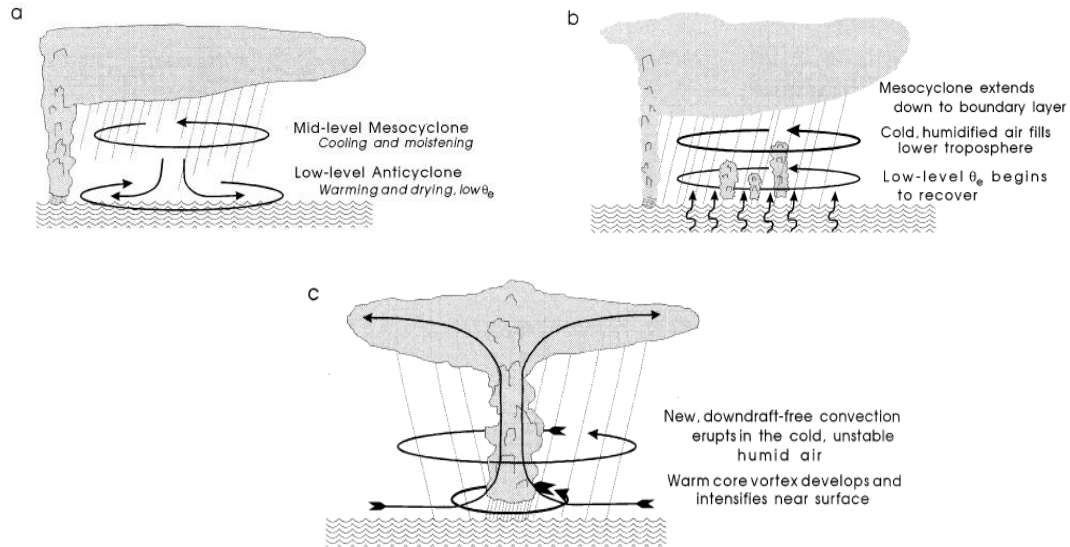 a
Mid-level Mesocyclone
Cooling and moistening
Low-level Anticyclone
Warming and drying, low θe
b
Mesocyclone extends
down to boundary layer
Cold, humidified air fills
lower troposphere
Low-level θe begins
to recover
c
New, downdraft-free convection
erupts in the cold, unstable
humid air
Warm core vortex develops and
intensifies near surface